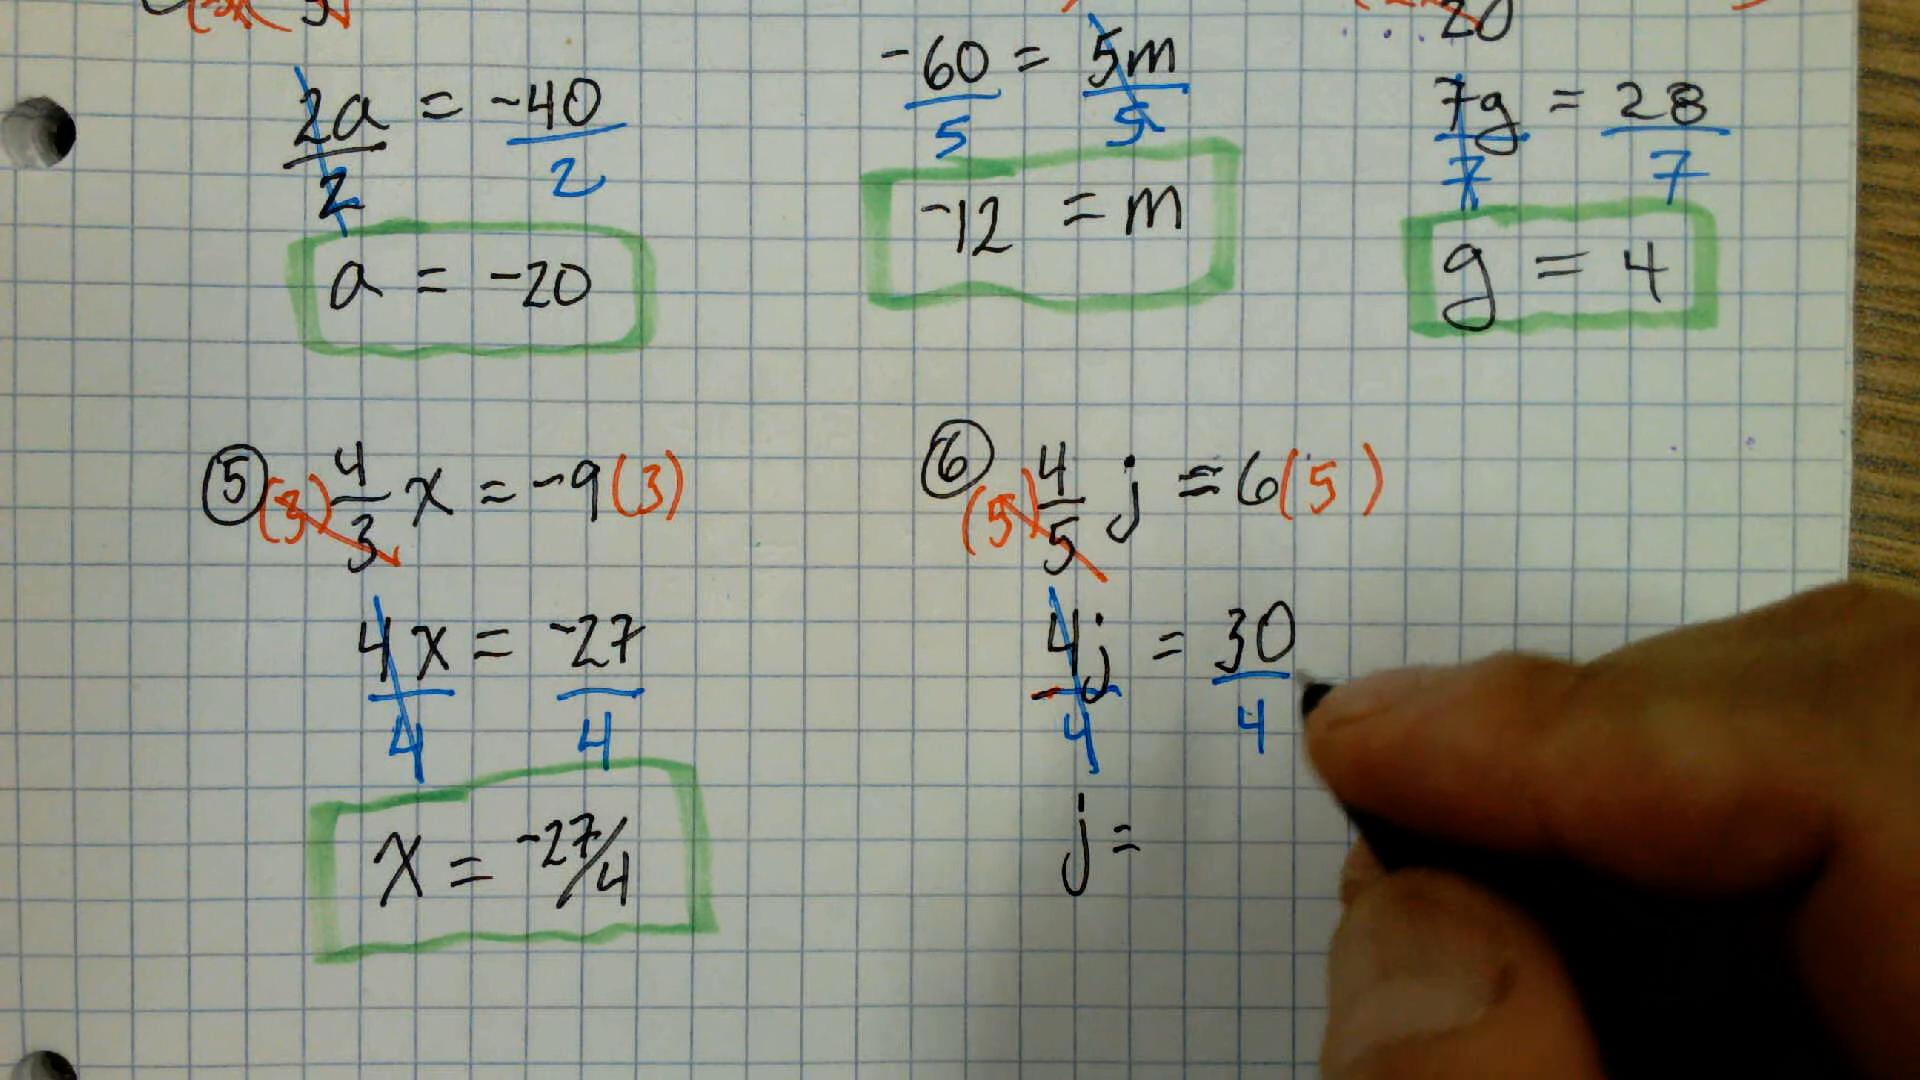 20
2a = -40
2 2
a = -20
-60 = 5m
5 5
-12 = m
7g = 28
7 7
g = 4
⑤ (3) 4/3 x = -9 (3)
4x = -27
4 4
x = -27/4
⑥ (5) 4/5 j = 6 (5)
4j = 30
4 4
j =